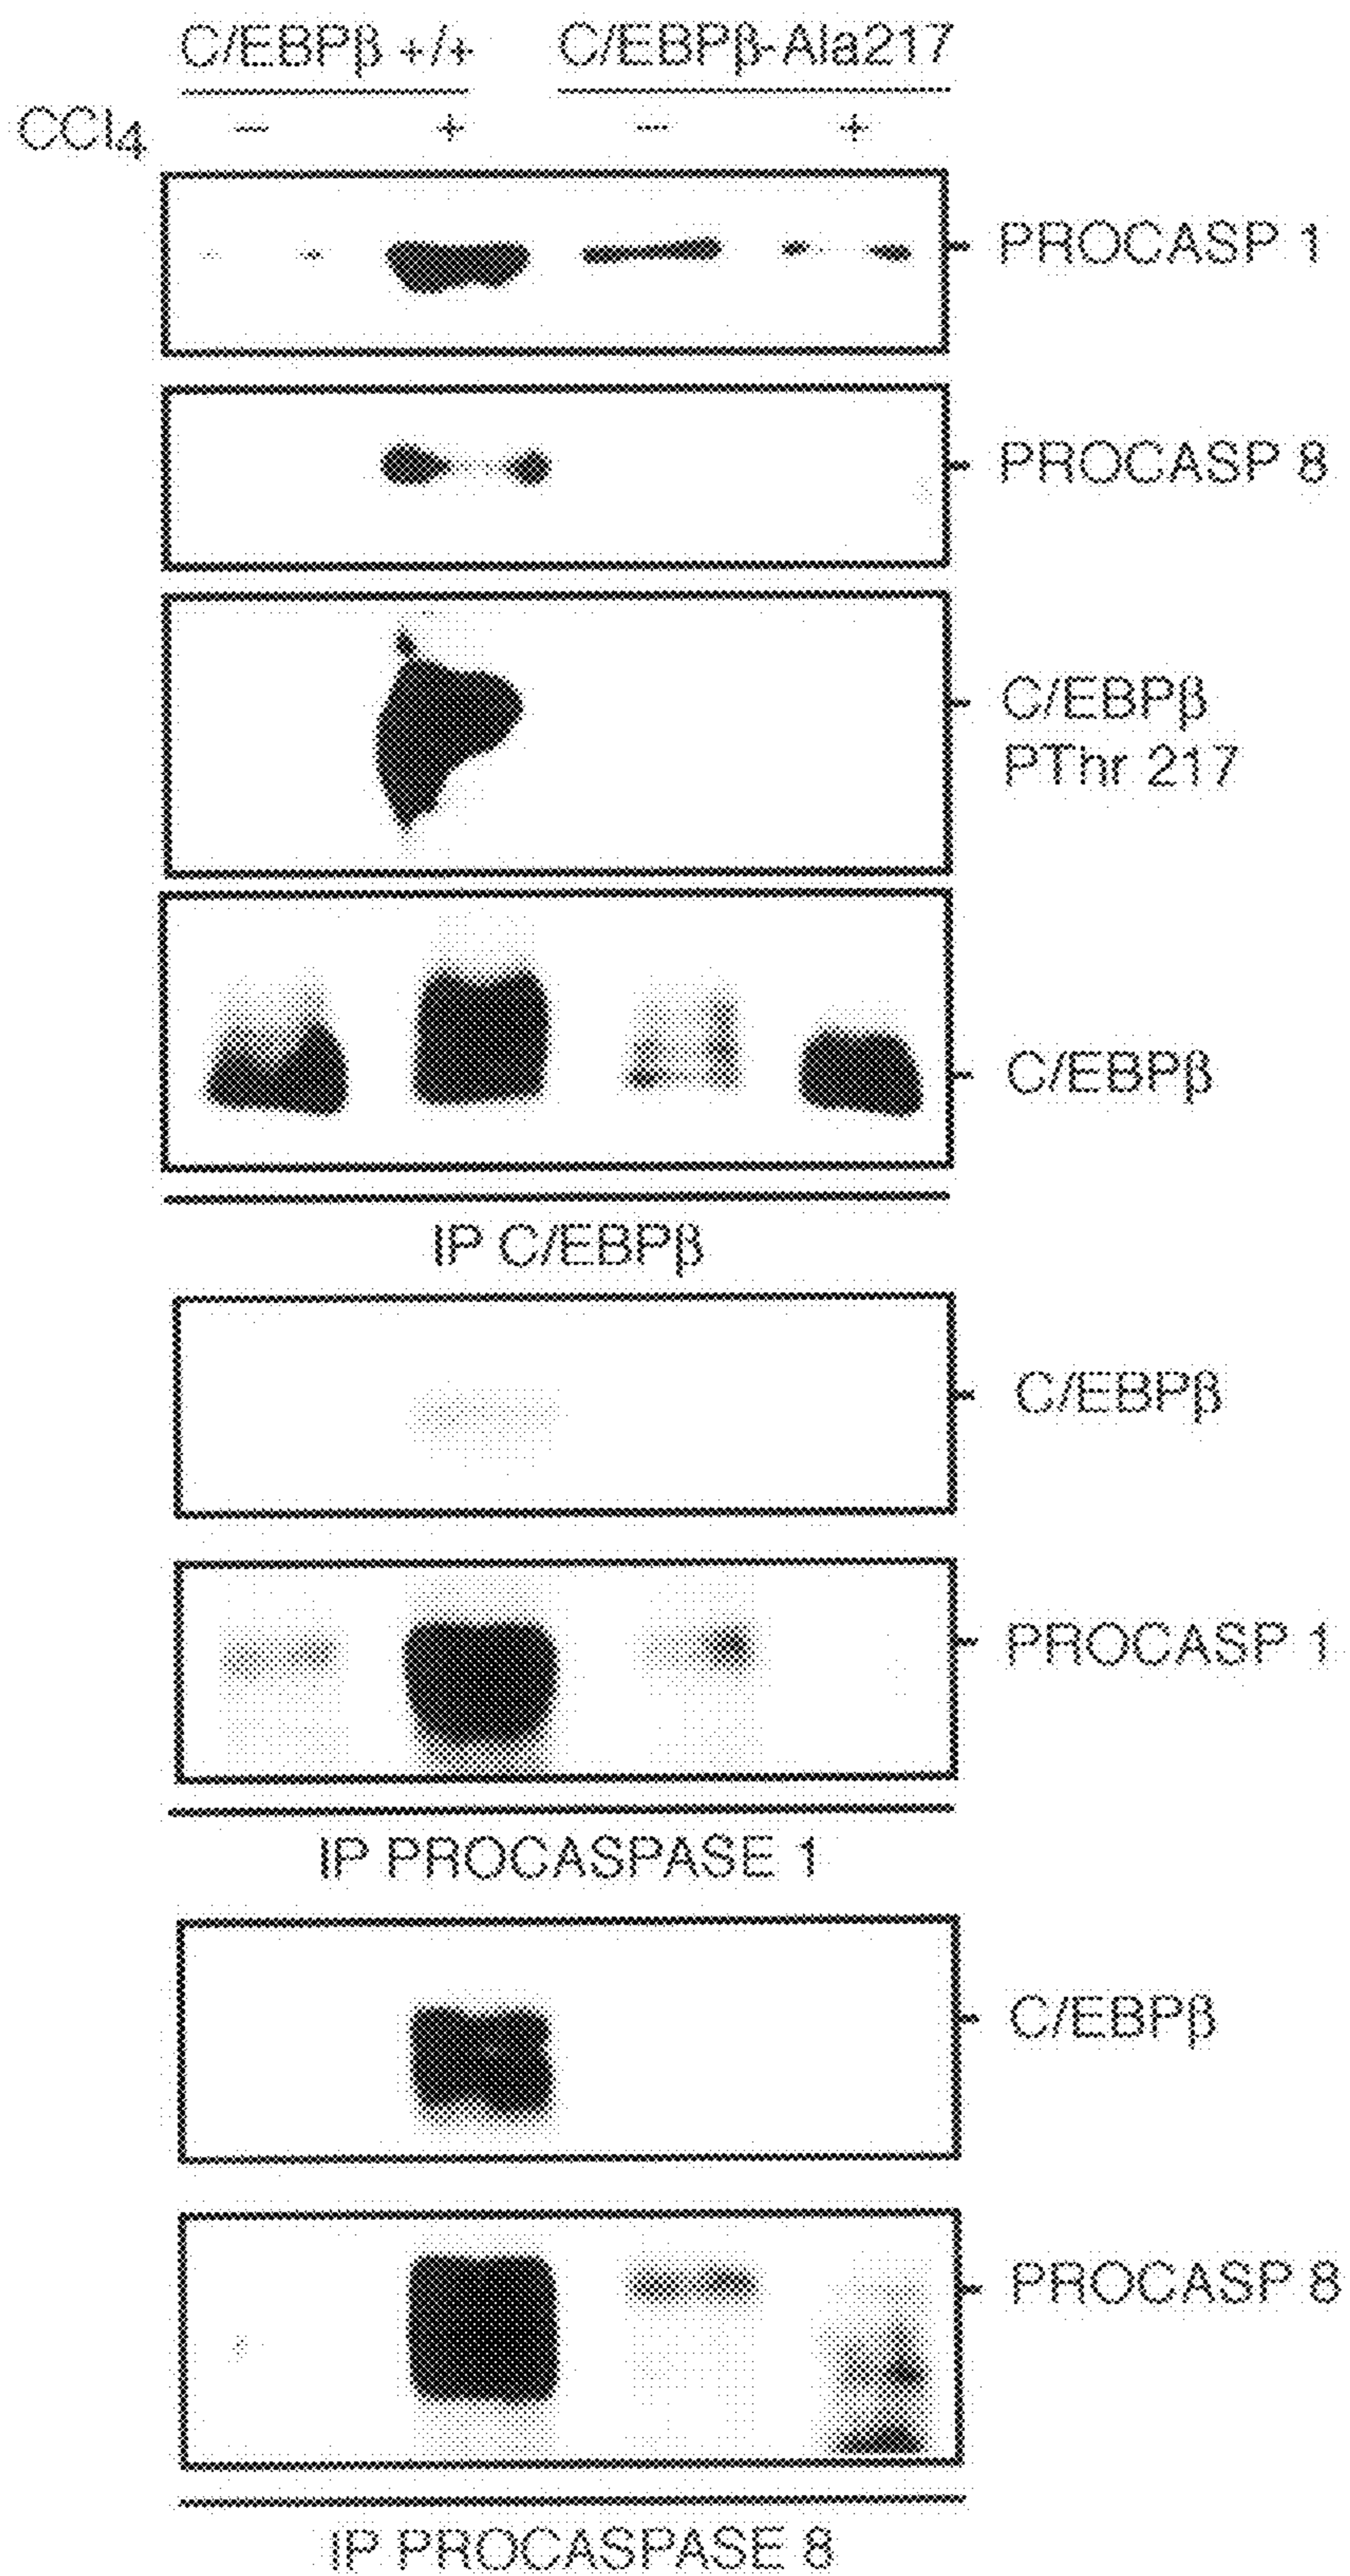 C/EBPβ +/+ C/EBPβ-Ala217
CCl4 − + − +
PROCASP 1
PROCASP 8
C/EBPβ
PThr 217
C/EBPβ
IP C/EBPβ
C/EBPβ
PROCASP 1
IP PROCASPASE 1
C/EBPβ
PROCASP 8
IP PROCASPASE 8